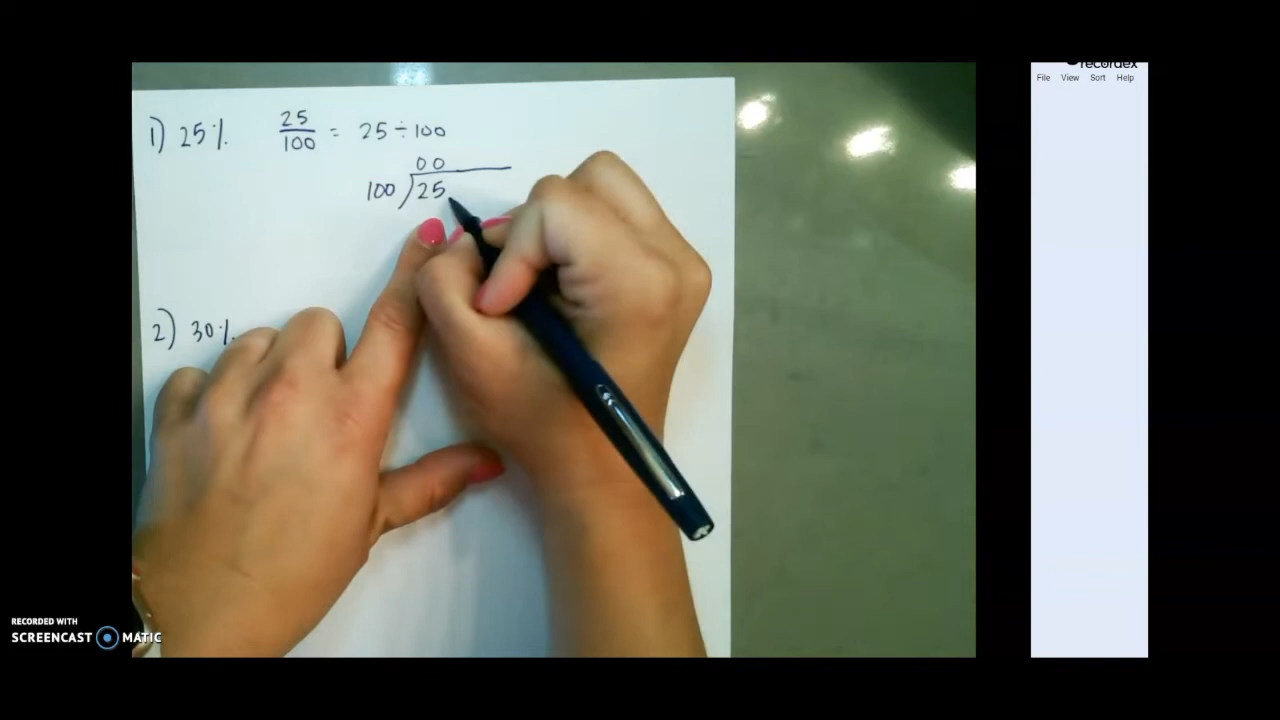 1) 25% 25/100 = 25 ÷ 100
00
100 ) 25
2) 30%
recordex
File View Sort Help
RECORDED WITH
SCREENCAST MATIC